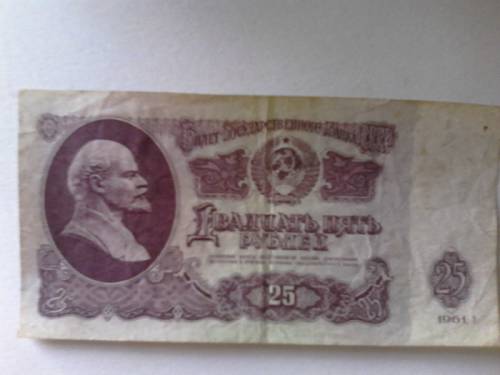 Билет Государственного Банка СССР
Двадцать пять
рублей
25
25
1961